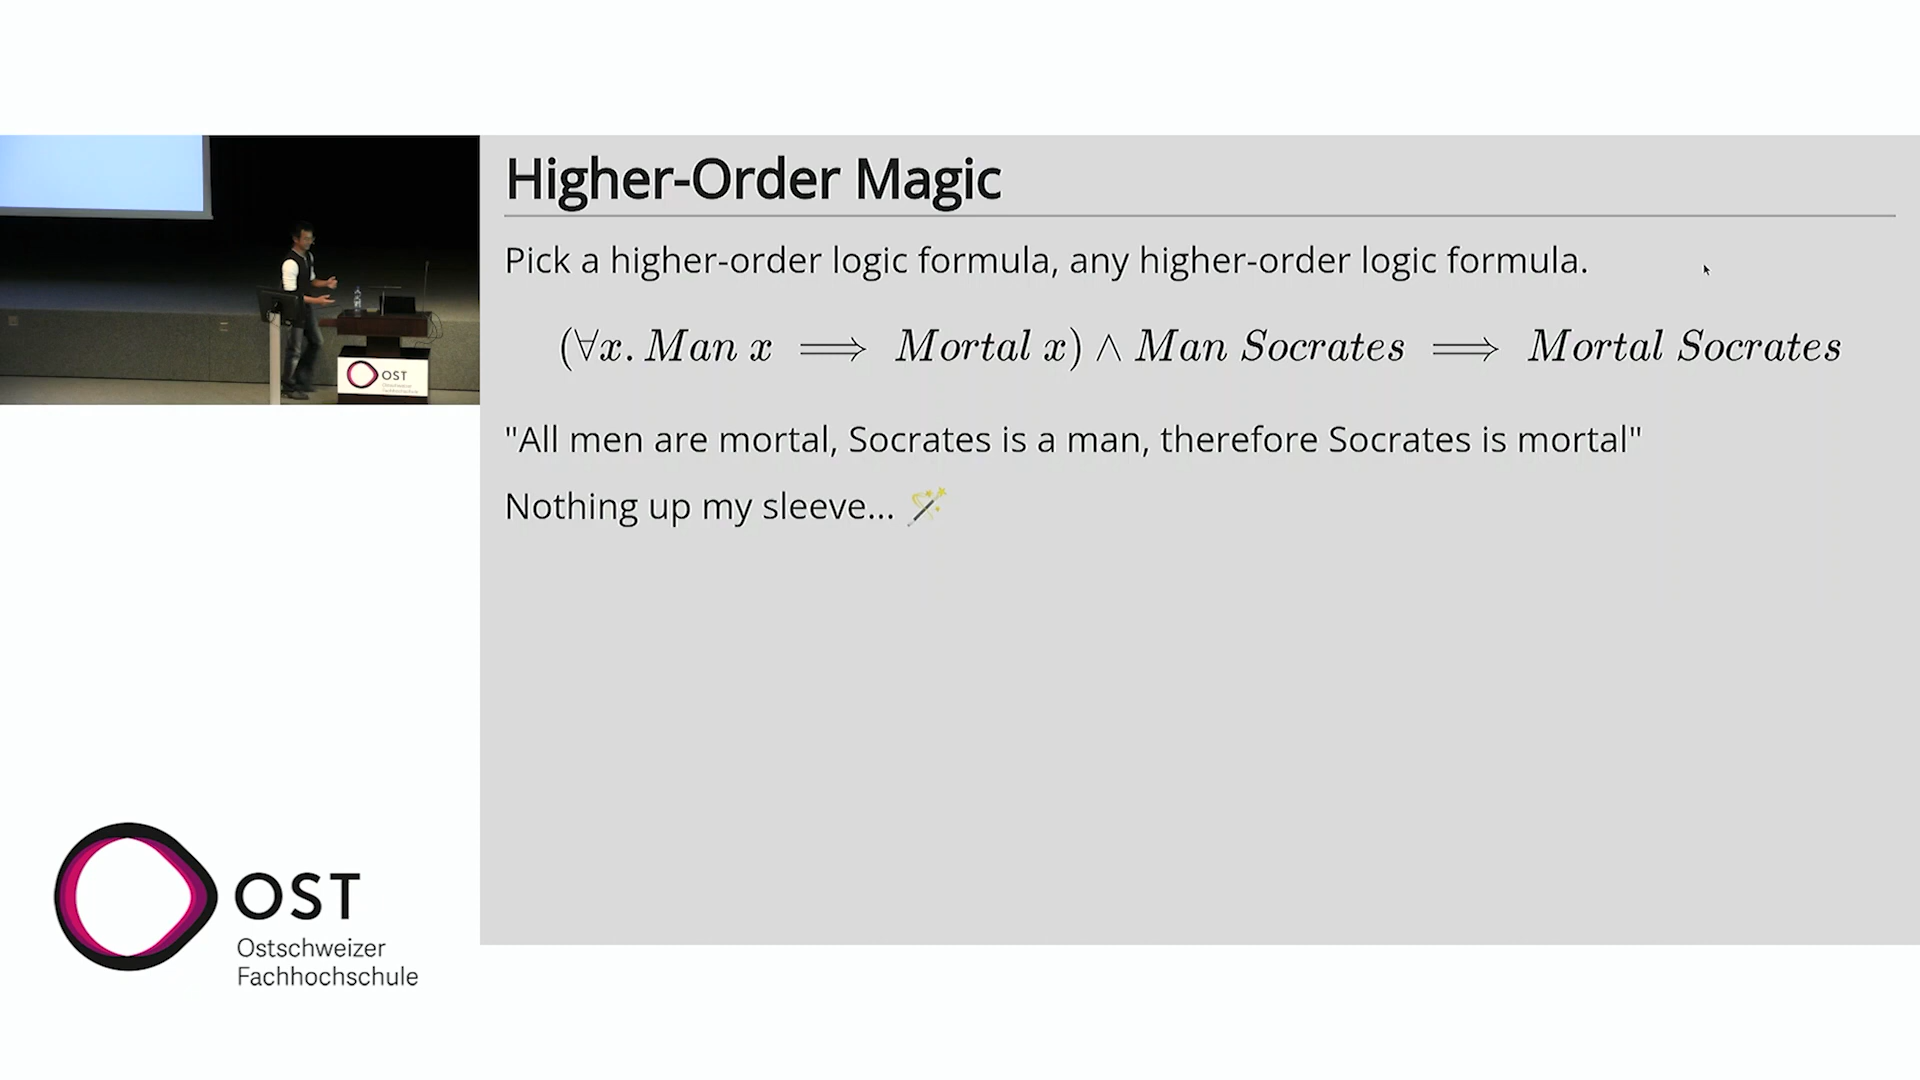 Higher-Order Magic
Pick a higher-order logic formula, any higher-order logic formula.
(∀x. Man x ⟹ Mortal x) ∧ Man Socrates ⟹ Mortal Socrates
"All men are mortal, Socrates is a man, therefore Socrates is mortal"
Nothing up my sleeve...
OST
OST
Ostschweizer
Fachhochschule